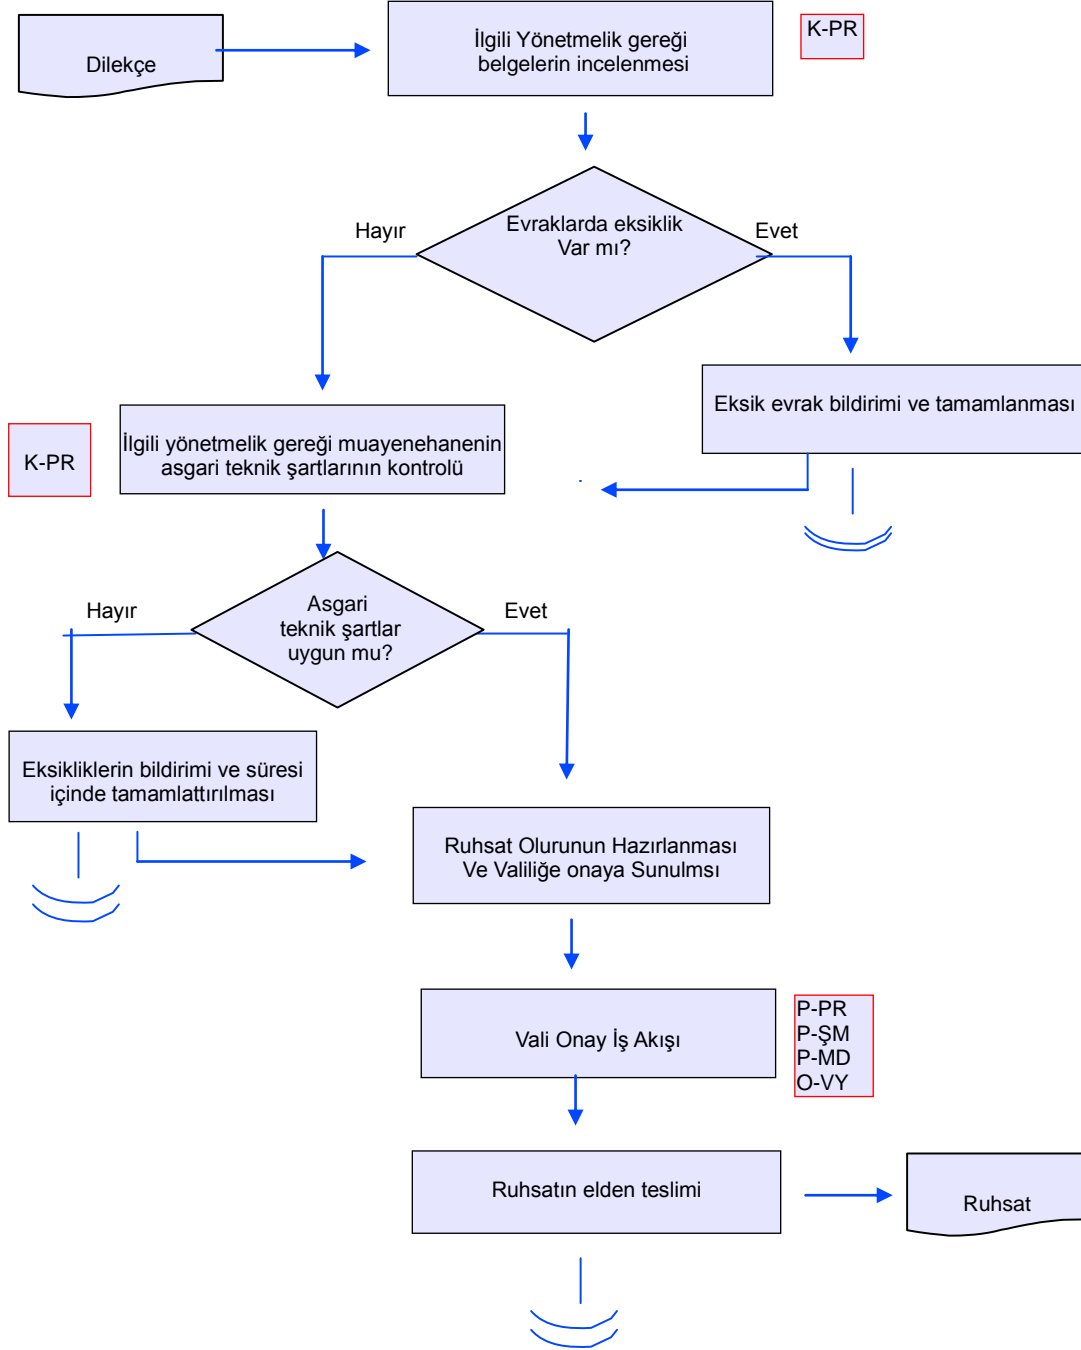 Dilekçe
İlgili Yönetmelik gereği
belgelerin incelenmesi
K-PR
Evraklarda eksiklik
Var mı?
Hayır
Evet
Eksik evrak bildirimi ve tamamlanması
K-PR
İlgili yönetmelik gereği muayenehanenin
asgari teknik şartlarının kontrolü
Hayır
Asgari
teknik şartlar
uygun mu?
Evet
Eksikliklerin bildirimi ve süresi
içinde tamamlattırılması
Ruhsat Olurunun Hazırlanması
Ve Valiliğe onaya Sunulmsı
Vali Onay İş Akışı
P-PR
P-ŞM
P-MD
O-VY
Ruhsatın elden teslimi
Ruhsat